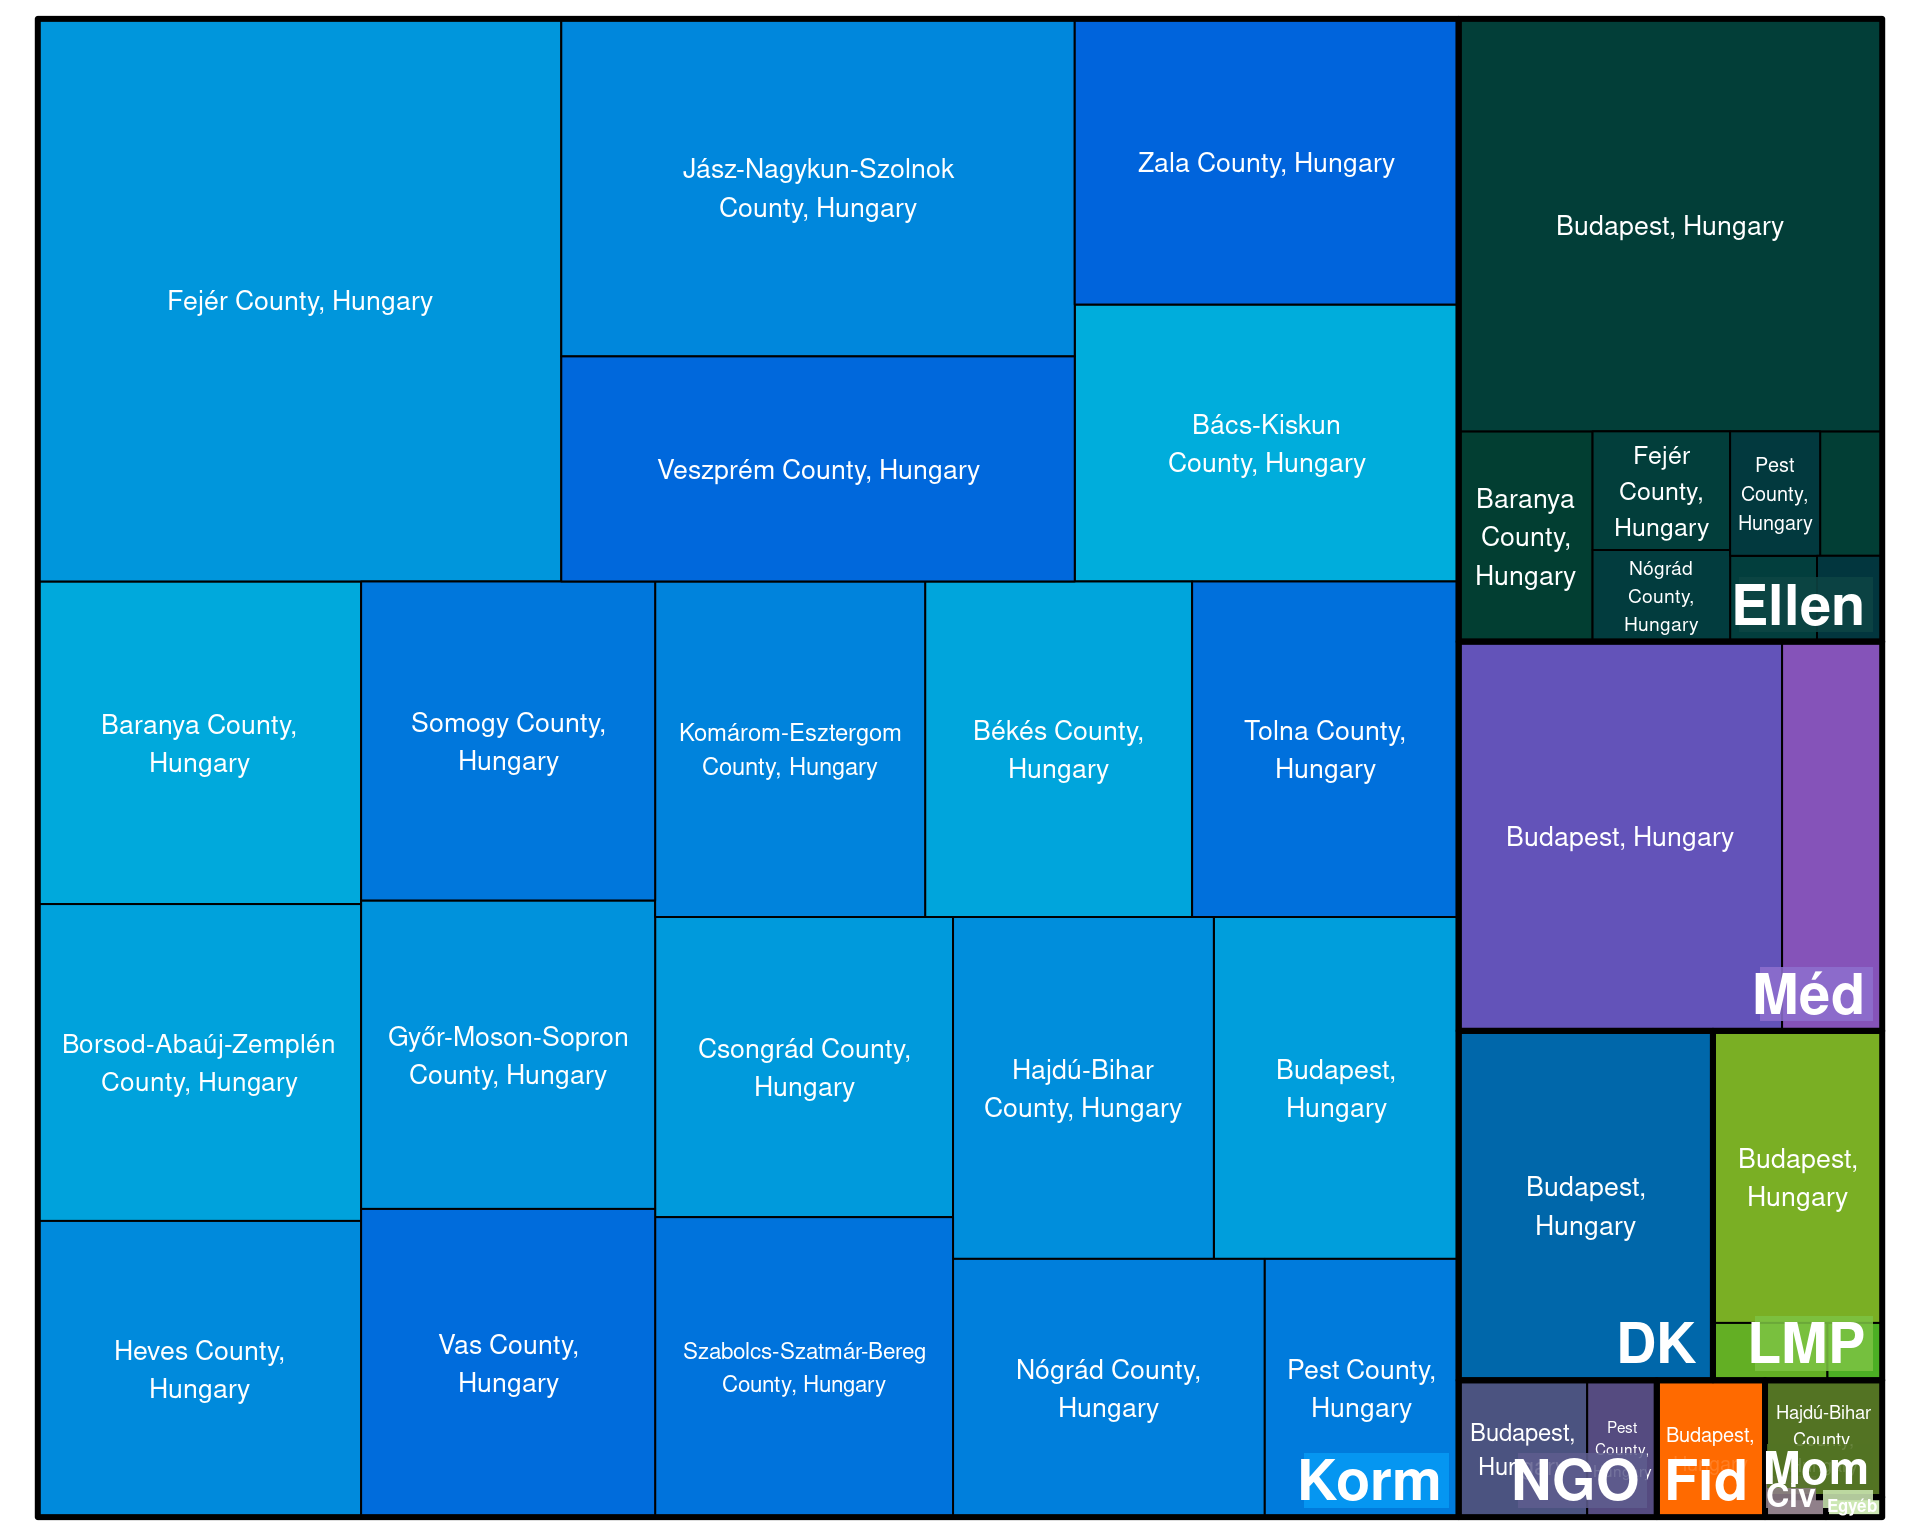 Fejér County, Hungary
Jász-Nagykun-Szolnok
County, Hungary
Zala County, Hungary
Veszprém County, Hungary
Bács-Kiskun
County, Hungary
Baranya County,
Hungary
Somogy County,
Hungary
Komárom-Esztergom
County, Hungary
Békés County,
Hungary
Tolna County,
Hungary
Borsod-Abaúj-Zemplén
County, Hungary
Győr-Moson-Sopron
County, Hungary
Csongrád County,
Hungary
Hajdú-Bihar
County, Hungary
Budapest,
Hungary
Heves County,
Hungary
Vas County,
Hungary
Szabolcs-Szatmár-Bereg
County, Hungary
Nógrád County,
Hungary
Pest County,
Hungary
Korm
Budapest, Hungary
Baranya
County,
Hungary
Fejér
County,
Hungary
Nógrád
County,
Hungary
Pest
County,
Hungary
Ellen
Budapest, Hungary
Méd
Budapest,
Hungary
DK
Budapest,
Hungary
LMP
Budapest,
Pest
County,
NGO
Budapest,
Fid
Hajdú-Bihar
County,
Mom
Civ
Egyéb